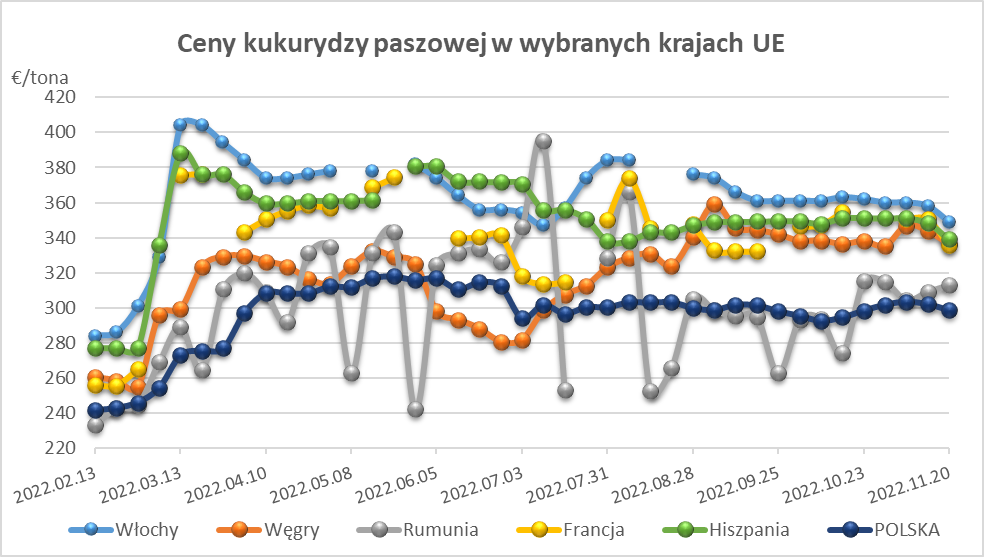 Ceny kukurydzy paszowej w wybranych krajach UE
€/tona
420
400
380
360
340
320
300
280
260
240
220
2022.02.13 2022.03.13 2022.04.10 2022.05.08 2022.06.05 2022.07.03 2022.07.31 2022.08.28 2022.09.25 2022.10.23 2022.11.20
Włochy Węgry Rumunia Francja Hiszpania POLSKA